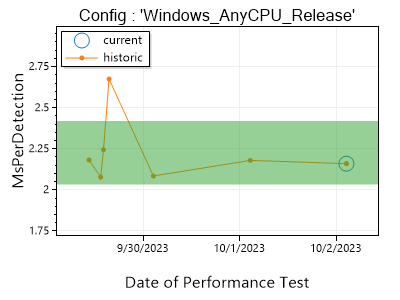 Config : 'Windows_AnyCPU_Release'
current
historic
2.75
2.5
2.25
2
1.75
MsPerDetection
9/30/2023 10/1/2023 10/2/2023
Date of Performance Test